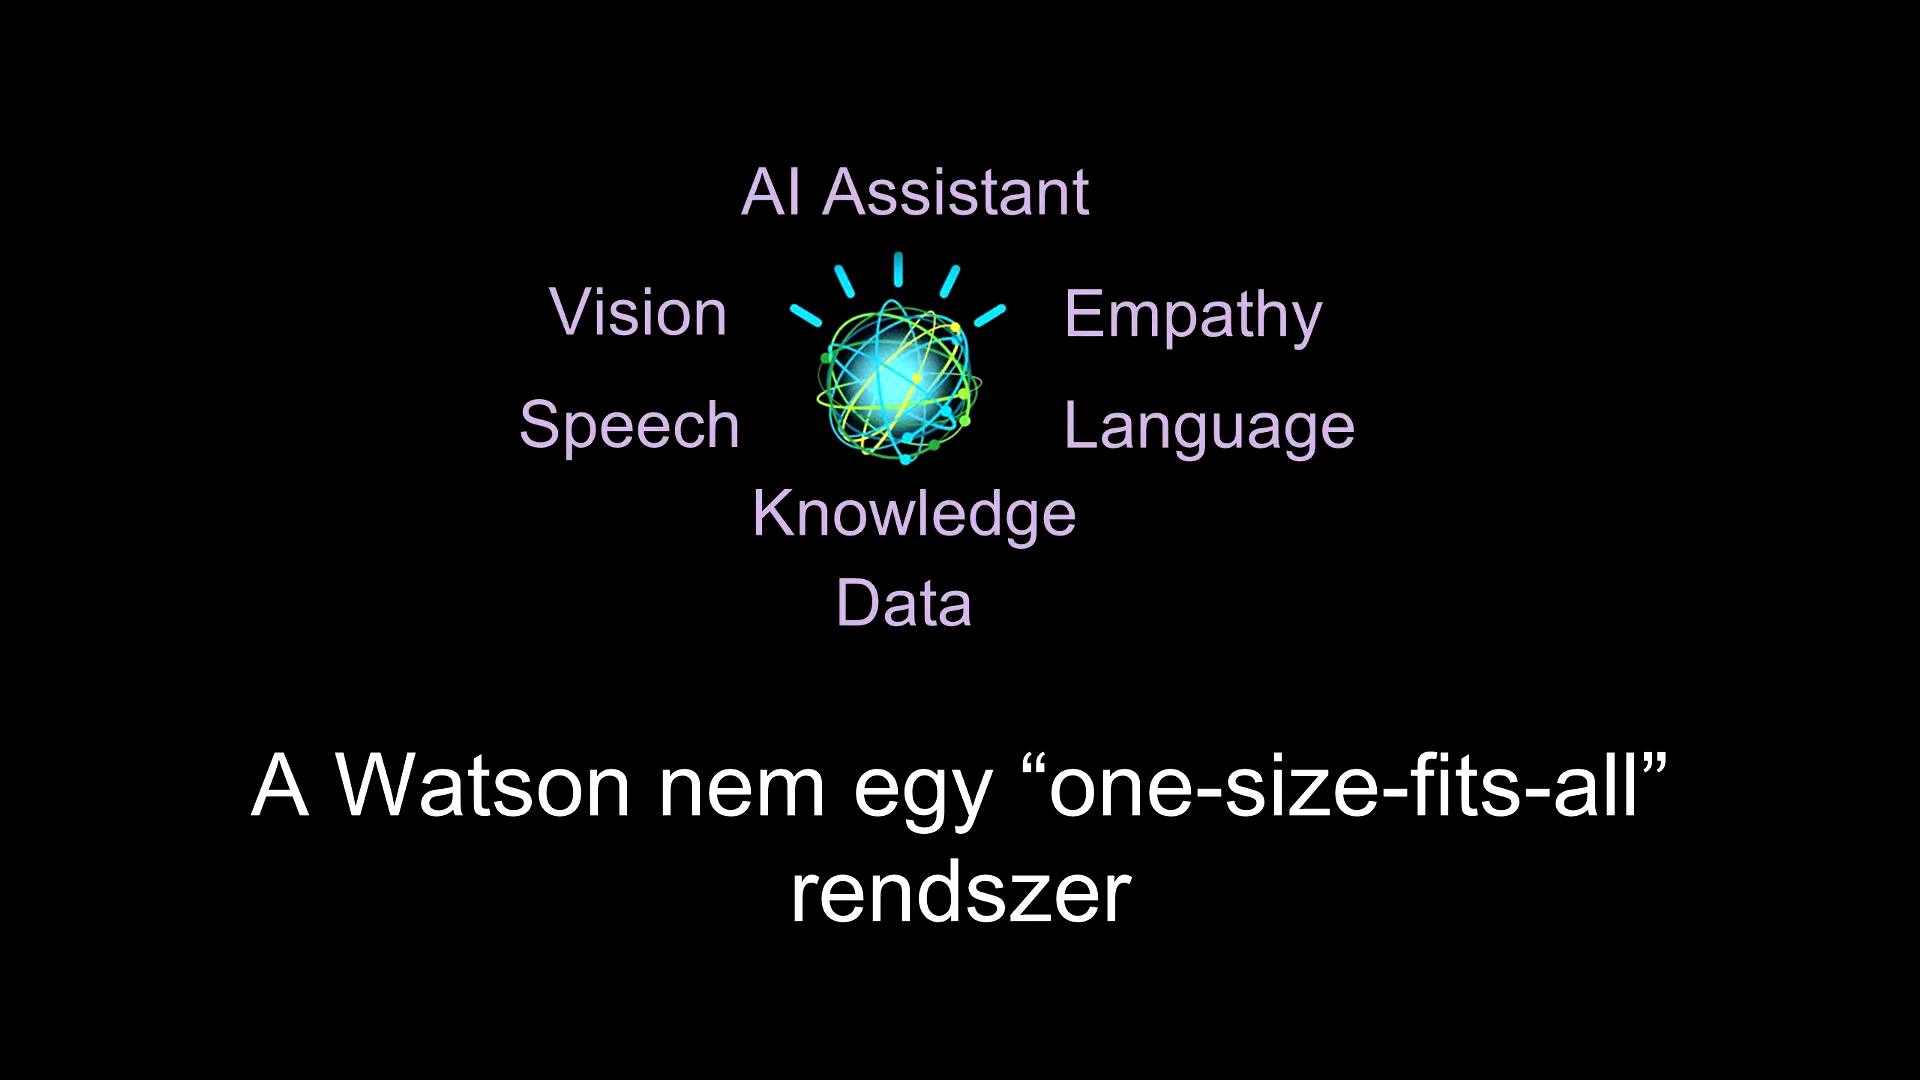 AI Assistant
Vision
Empathy
Speech
Language
Knowledge
Data
A Watson nem egy “one-size-fits-all”
rendszer